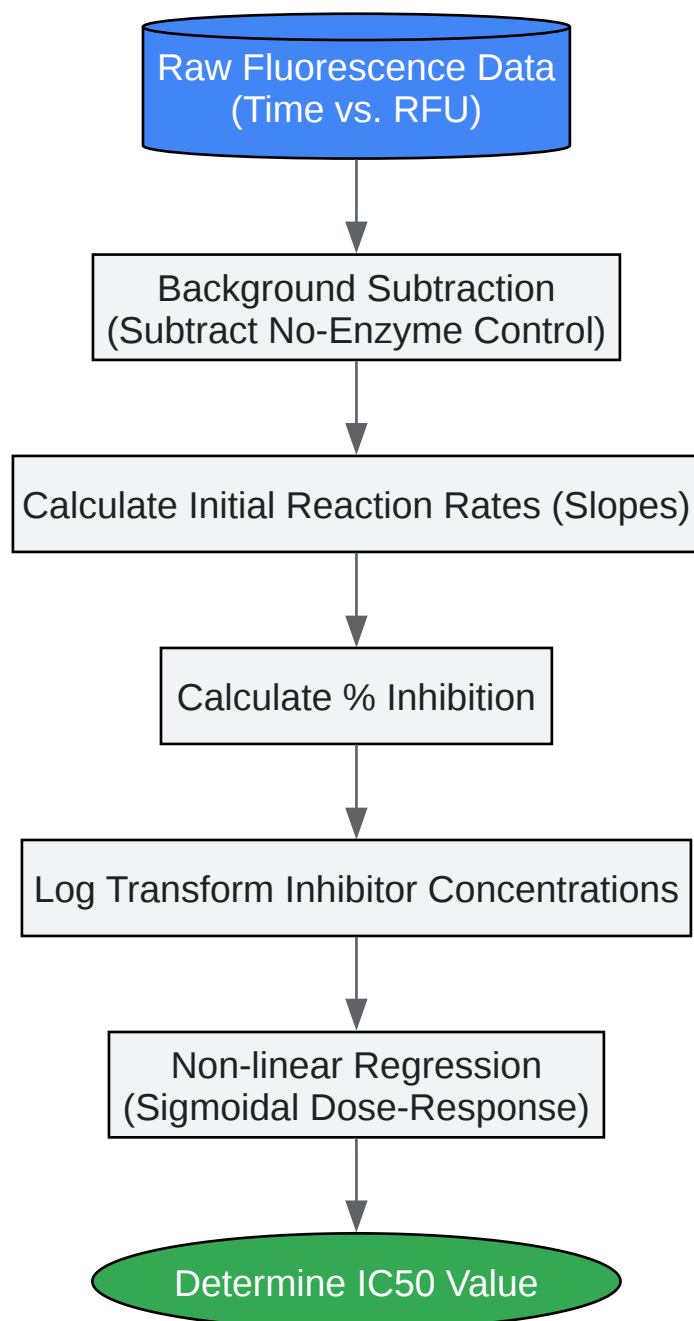 Raw Fluorescence Data
(Time vs. RFU)
Background Subtraction
(Subtract No-Enzyme Control)
Calculate Initial Reaction Rates (Slopes)
Calculate % Inhibition
Log Transform Inhibitor Concentrations
Non-linear Regression
(Sigmoidal Dose-Response)
Determine IC50 Value